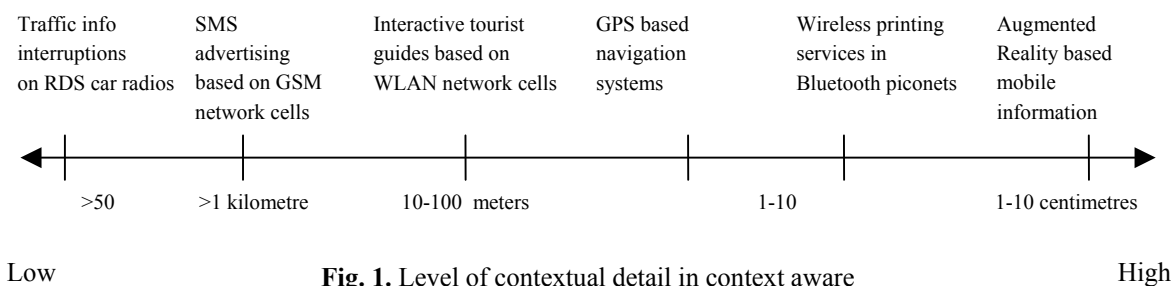 Traffic info
interruptions
on RDS car radios
SMS
advertising
based on GSM
network cells
Interactive tourist
guides based on
WLAN network cells
GPS based
navigation
systems
Wireless printing
services in
Bluetooth piconets
Augmented
Reality based
mobile
information
>50
>1 kilometre
10-100 meters
1-10
1-10 centimetres
Low
Fig. 1. Level of contextual detail in context aware
High